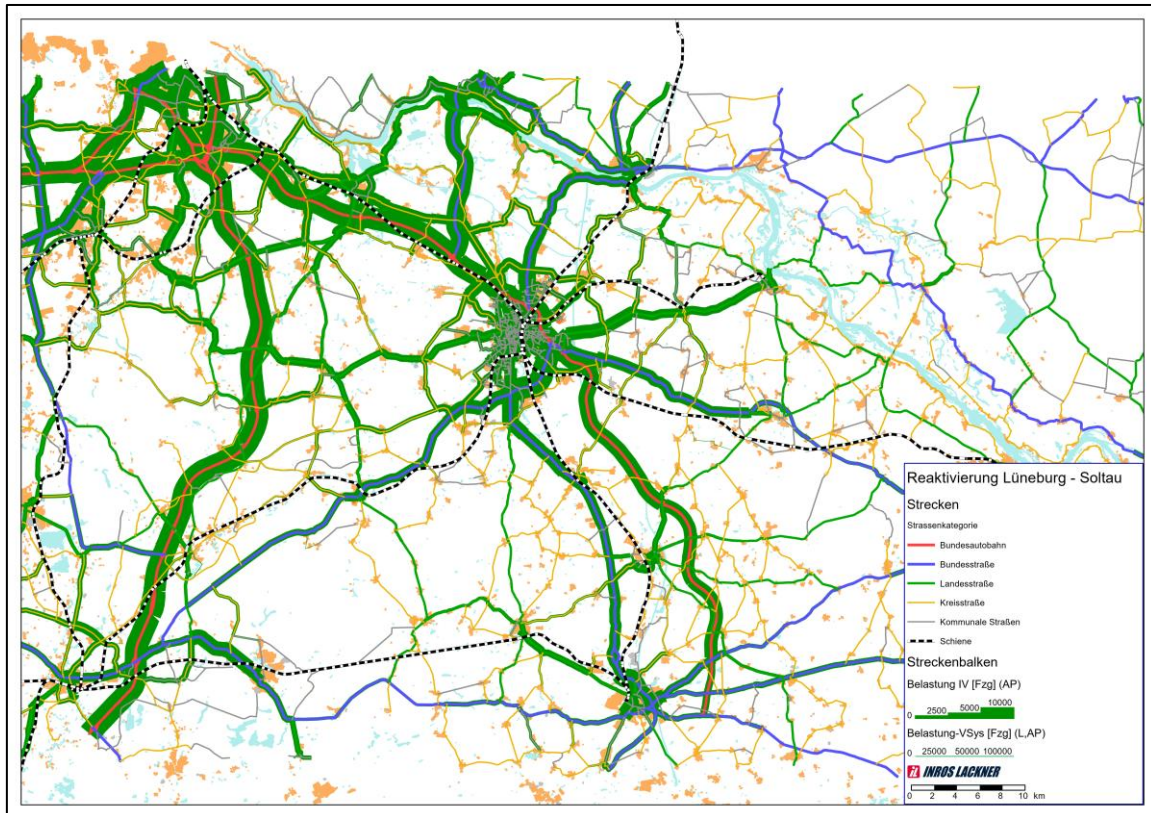 Reaktivierung Lüneburg - Soltau
Strecken
Strassenkategorie
Bundesautobahn
Bundesstraße
Landesstraße
Kreisstraße
Kommunale Straßen
Schiene
Streckenbalken
Belastung IV [Fzg] (AP)
0 2500 5000 10000
Belastung-VSys [Fzg] (L,AP)
0 25000 50000 100000
iL INROS LACKNER
0 2 4 6 8 10 km